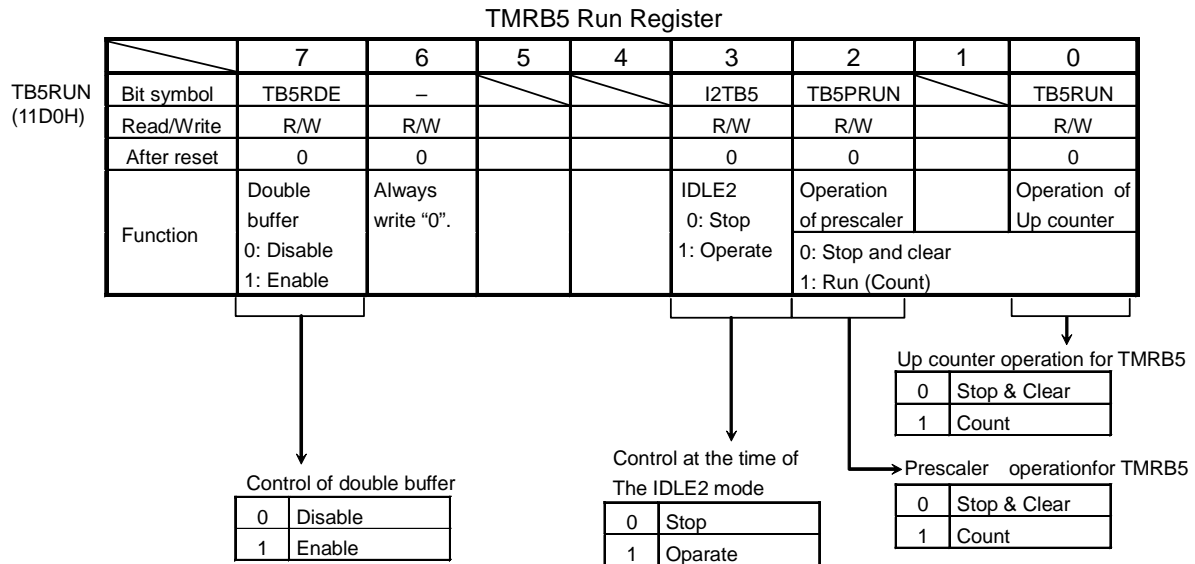 TMRB5 Run Register
7 6 5 4 3 2 1 0
TB5RUN
(11D0H)
Bit symbol TB5RDE – I2TB5 TB5PRUN TB5RUN
Read/Write R/W R/W R/W R/W R/W
After reset 0 0 0 0 0
Function
Double
buffer
0: Disable
1: Enable
Always
write “0”.
IDLE2
0: Stop
1: Operate
Operation
of prescaler
Operation of
Up counter
0: Stop and clear
1: Run (Count)
Up counter operation for TMRB5
0 Stop & Clear
1 Count
Control of double buffer
0 Disable
1 Enable
Control at the time of
The IDLE2 mode
0 Stop
1 Oparate
Prescaler operationfor TMRB5
0 Stop & Clear
1 Count